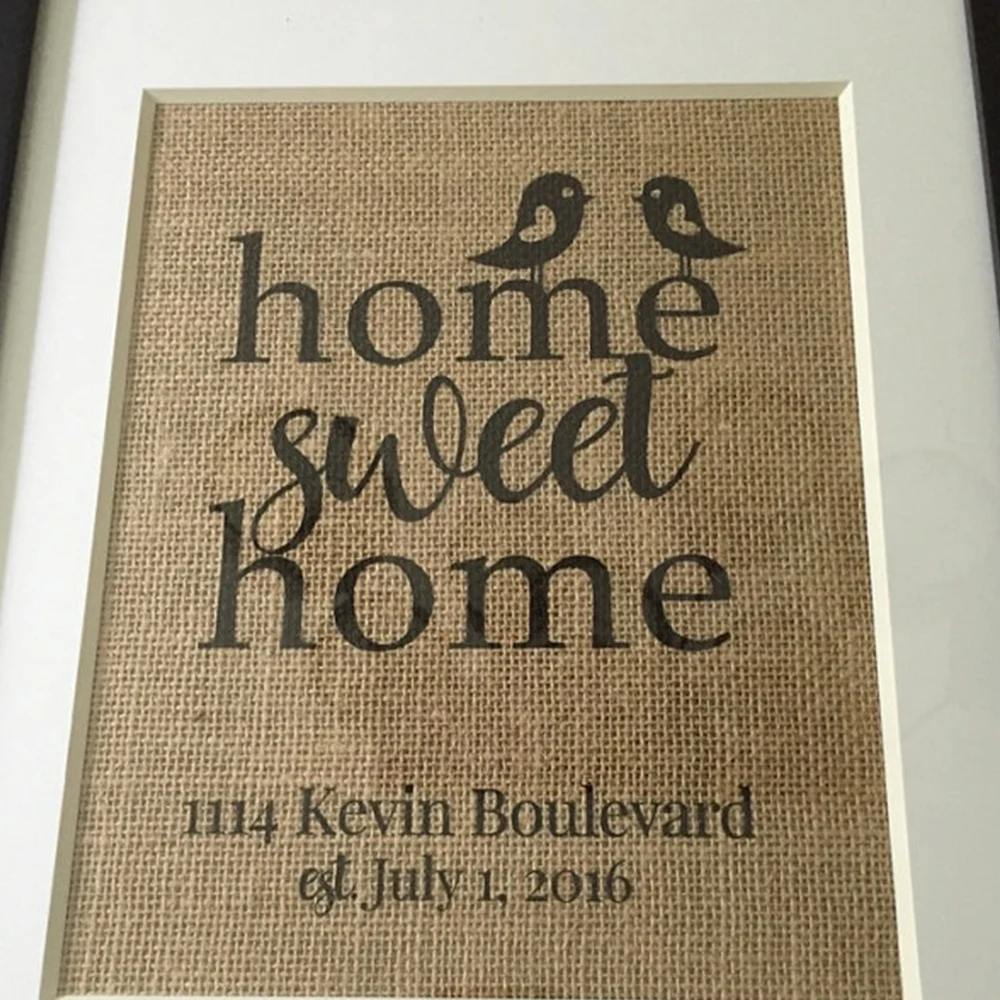 home
sweet
home
1114 Kevin Boulevard
est. July 1, 2016